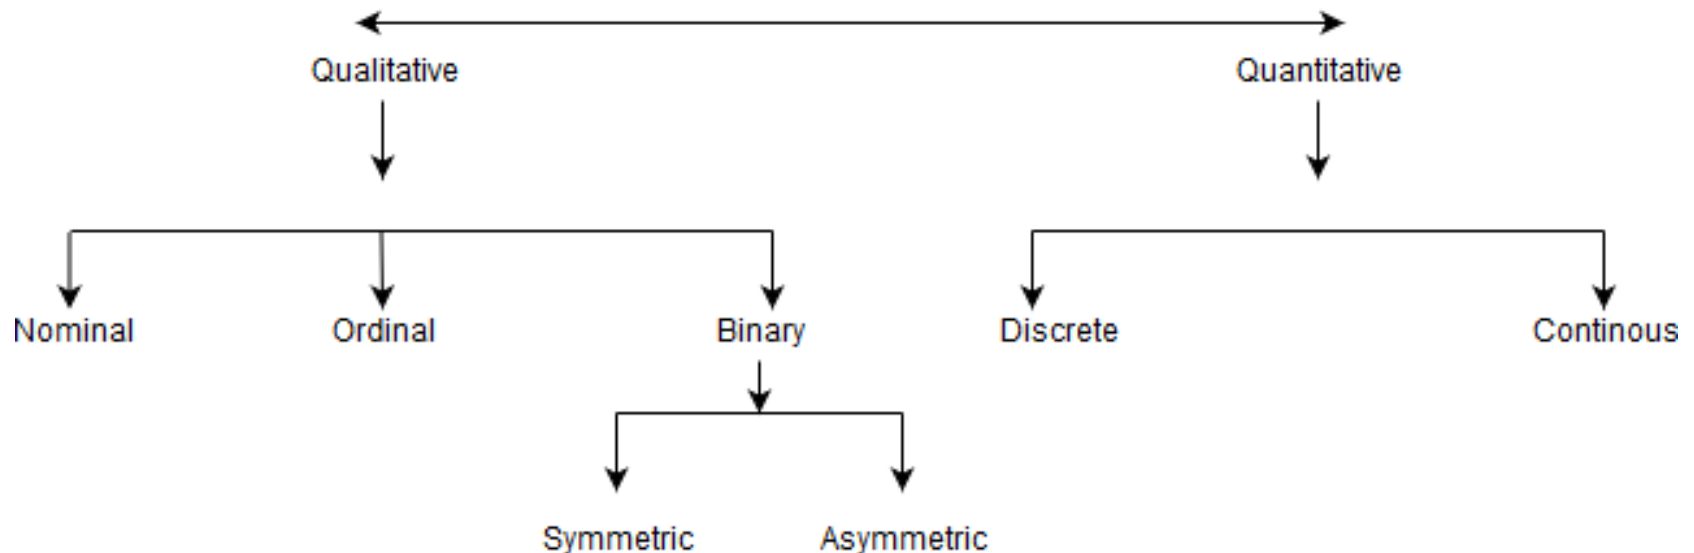 Qualitative Quantitative
Nominal Ordinal Binary Discrete Continous
Symmetric Asymmetric